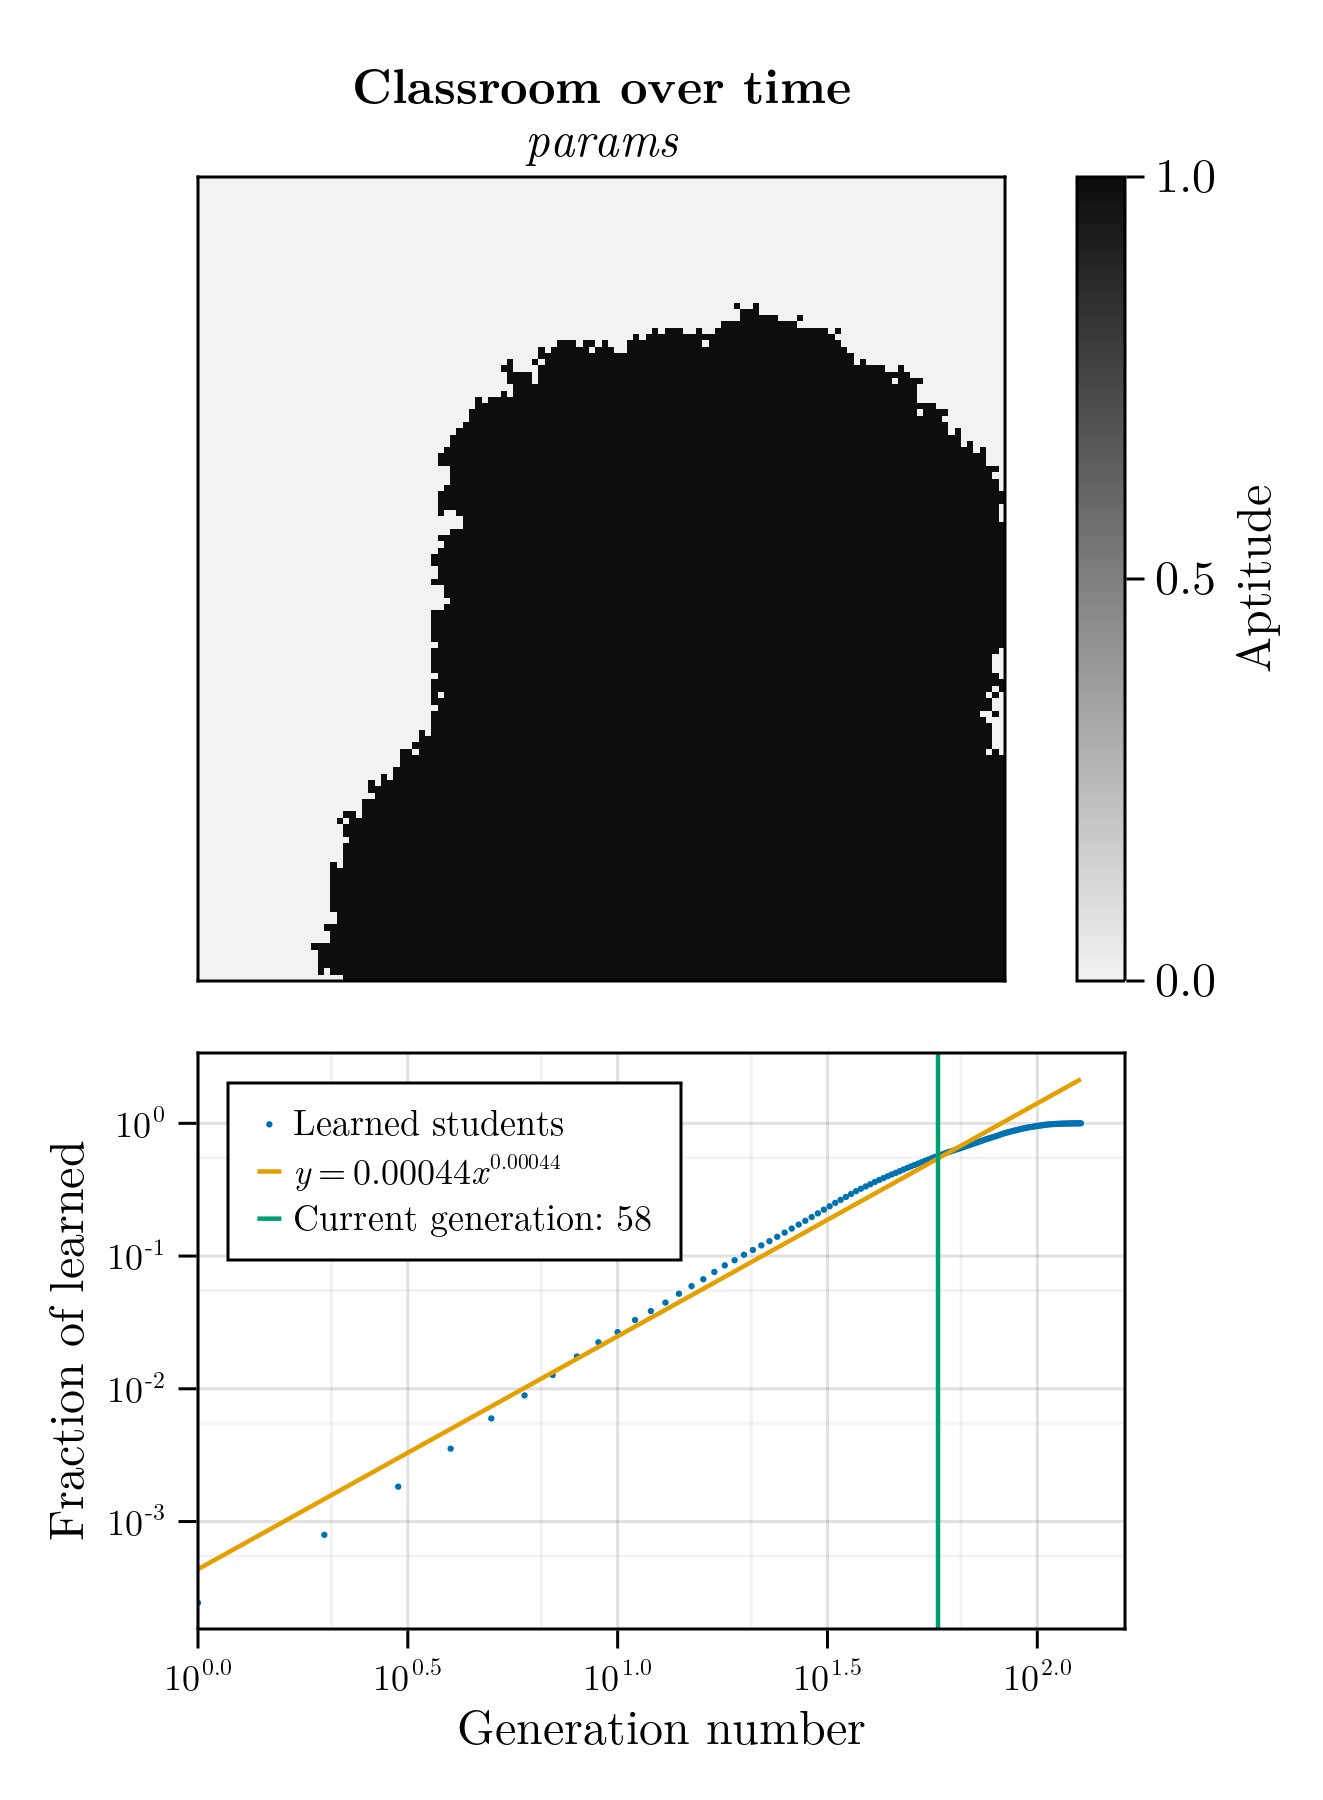 Classroom over time
params
1.0
0.5
0.0
Aptitude
Learned students
y = 0.00044x^0.00044
Current generation: 58
10^0
10^-1
10^-2
10^-3
Fraction of learned
10^0.0 10^0.5 10^1.0 10^1.5 10^2.0
Generation number